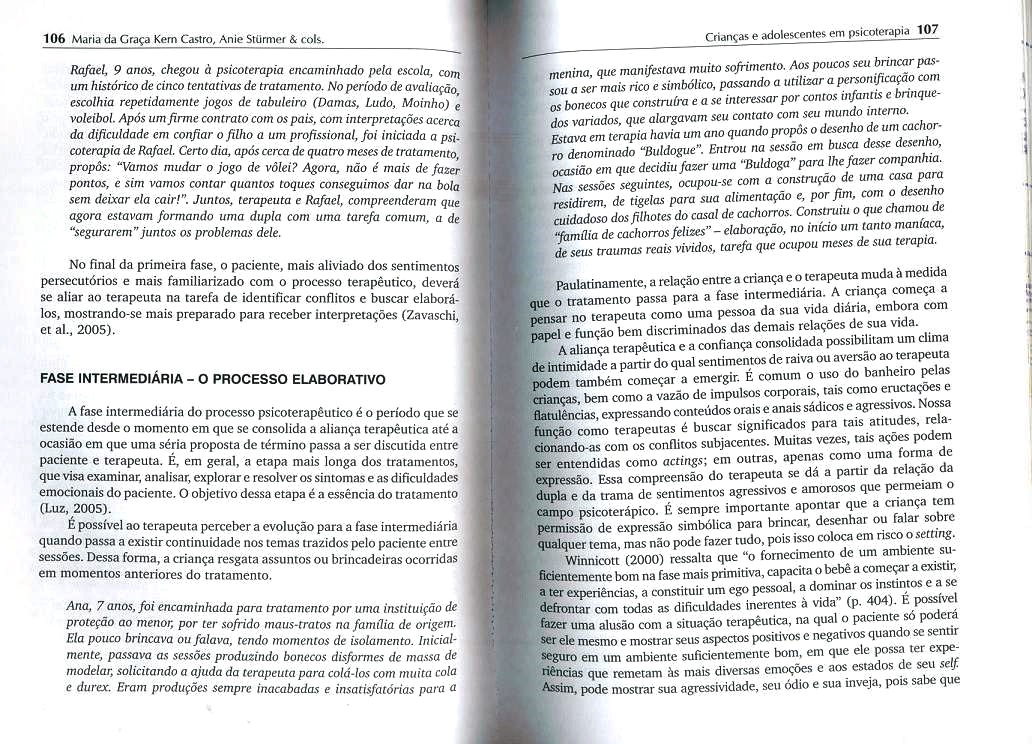 106 Maria da Graça Kern Castro, Anie Stürmer & cols.
Rafael, 9 anos, chegou à psicoterapia encaminhado pela escola, com
um histórico de cinco tentativas de tratamento. No período de avaliação,
escolhia repetidamente jogos de tabuleiro (Damas, Ludo, Moinho) e
voleibol. Após um firme contrato com os pais, com interpretações acerca
da dificuldade em confiar o filho a um profissional, foi iniciada a psi-
coterapia de Rafael. Certo dia, após cerca de quatro meses de tratamento,
propôs: “Vamos mudar o jogo de vôlei? Agora, não é mais de fazer
pontos, e sim vamos contar quantos toques conseguimos dar na bola
sem deixar ela cair!”. Juntos, terapeuta e Rafael, compreenderam que
agora estavam formando uma dupla com uma tarefa comum, a de
“segurarem” juntos os problemas dele.
No final da primeira fase, o paciente, mais aliviado dos sentimentos
persecutórios e mais familiarizado com o processo terapêutico, deverá
se aliar ao terapeuta na tarefa de identificar conflitos e buscar elaborá-
los, mostrando-se mais preparado para receber interpretações (Zavaschi,
et al., 2005).
FASE INTERMEDIÁRIA – O PROCESSO ELABORATIVO
A fase intermediária do processo psicoterapêutico é o período que se
estende desde o momento em que se consolida a aliança terapêutica até a
ocasião em que uma séria proposta de término passa a ser discutida entre
paciente e terapeuta. É, em geral, a etapa mais longa dos tratamentos,
que visa examinar, analisar, explorar e resolver os sintomas e as dificuldades
emocionais do paciente. O objetivo dessa etapa é a essência do tratamento
(Luz, 2005).
É possível ao terapeuta perceber a evolução para a fase intermediária
quando passa a existir continuidade nos temas trazidos pelo paciente entre
sessões. Dessa forma, a criança resgata assuntos ou brincadeiras ocorridas
em momentos anteriores do tratamento.
Ana, 7 anos, foi encaminhada para tratamento por uma instituição de
proteção ao menor, por ter sofrido maus-tratos na família de origem.
Ela pouco brincava ou falava, tendo momentos de isolamento. Inicial-
mente, passava as sessões produzindo bonecos disformes de massa de
modelar, solicitando a ajuda da terapeuta para colá-los com muita cola
e durex. Eram produções sempre inacabadas e insatisfatórias para a
Crianças e adolescentes em psicoterapia 107
menina, que manifestava muito sofrimento. Aos poucos seu brincar pas-
sou a ser mais rico e simbólico, passando a utilizar a personificação com
os bonecos que construíra e a se interessar por contos infantis e brinque-
dos variados, que alargavam seu contato com seu mundo interno.
Estava em terapia havia um ano quando propôs o desenho de um cachor-
ro denominado “Buldogue”. Entrou na sessão em busca desse desenho,
ocasião em que decidiu fazer uma “Buldoga” para lhe fazer companhia.
Nas sessões seguintes, ocupou-se com a construção de uma casa para
residirem, de tigelas para sua alimentação e, por fim, com o desenho
cuidadoso dos filhotes do casal de cachorros. Construiu o que chamou de
“família de cachorros felizes” – elaboração, no início um tanto maníaca,
de seus traumas reais vividos, tarefa que ocupou meses de sua terapia.
Paulatinamente, a relação entre a criança e o terapeuta muda à medida
que o tratamento passa para a fase intermediária. A criança começa a
pensar no terapeuta como uma pessoa da sua vida diária, embora com
papel e função bem discriminados das demais relações de sua vida.
A aliança terapêutica e a confiança consolidada possibilitam um clima
de intimidade a partir do qual sentimentos de raiva ou aversão ao terapeuta
podem também começar a emergir. É comum o uso do banheiro pelas
crianças, bem como a vazão de impulsos corporais, tais como eructações e
flatulências, expressando conteúdos orais e anais sádicos e agressivos. Nossa
função como terapeutas é buscar significados para tais atitudes, rela-
cionando-as com os conflitos subjacentes. Muitas vezes, tais ações podem
ser entendidas como actings; em outras, apenas como uma forma de
expressão. Essa compreensão do terapeuta se dá a partir da relação da
dupla e da trama de sentimentos agressivos e amorosos que permeiam o
campo psicoterápico. É sempre importante apontar que a criança tem
permissão de expressão simbólica para brincar, desenhar ou falar sobre
qualquer tema, mas não pode fazer tudo, pois isso coloca em risco o setting.
Winnicott (2000) ressalta que “o fornecimento de um ambiente su-
ficientemente bom na fase mais primitiva, capacita o bebê a começar a existir,
a ter experiências, a constituir um ego pessoal, a dominar os instintos e a se
defrontar com todas as dificuldades inerentes à vida” (p. 404). É possível
fazer uma alusão com a situação terapêutica, na qual o paciente só poderá
ser ele mesmo e mostrar seus aspectos positivos e negativos quando se sentir
seguro em um ambiente suficientemente bom, em que ele possa ter expe-
riências que remetam às mais diversas emoções e aos estados de seu self.
Assim, pode mostrar sua agressividade, seu ódio e sua inveja, pois sabe que